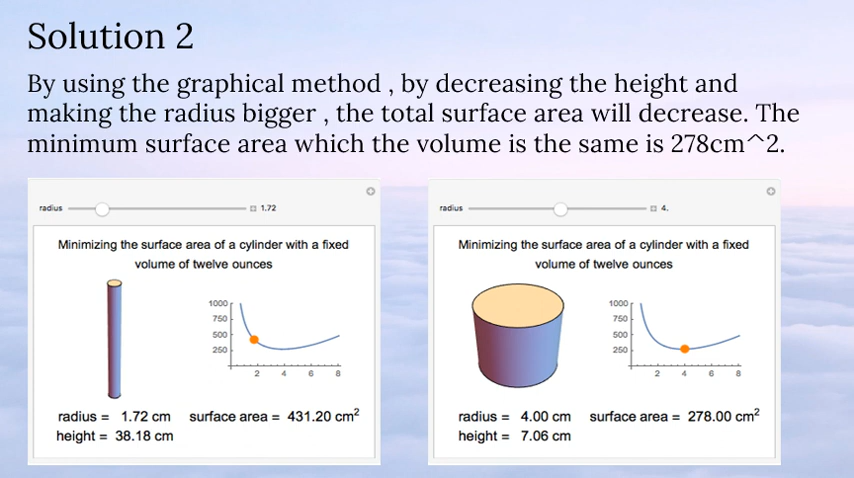 Solution 2
By using the graphical method , by decreasing the height and
making the radius bigger , the total surface area will decrease. The
minimum surface area which the volume is the same is 278cm^2.
radius 1.72
Minimizing the surface area of a cylinder with a fixed
volume of twelve ounces
1000
750
500
250
2 4 6 8
radius = 1.72 cm surface area = 431.20 cm²
height = 38.18 cm
radius 4.
Minimizing the surface area of a cylinder with a fixed
volume of twelve ounces
1000
750
500
250
2 4 6 8
radius = 4.00 cm surface area = 278.00 cm²
height = 7.06 cm